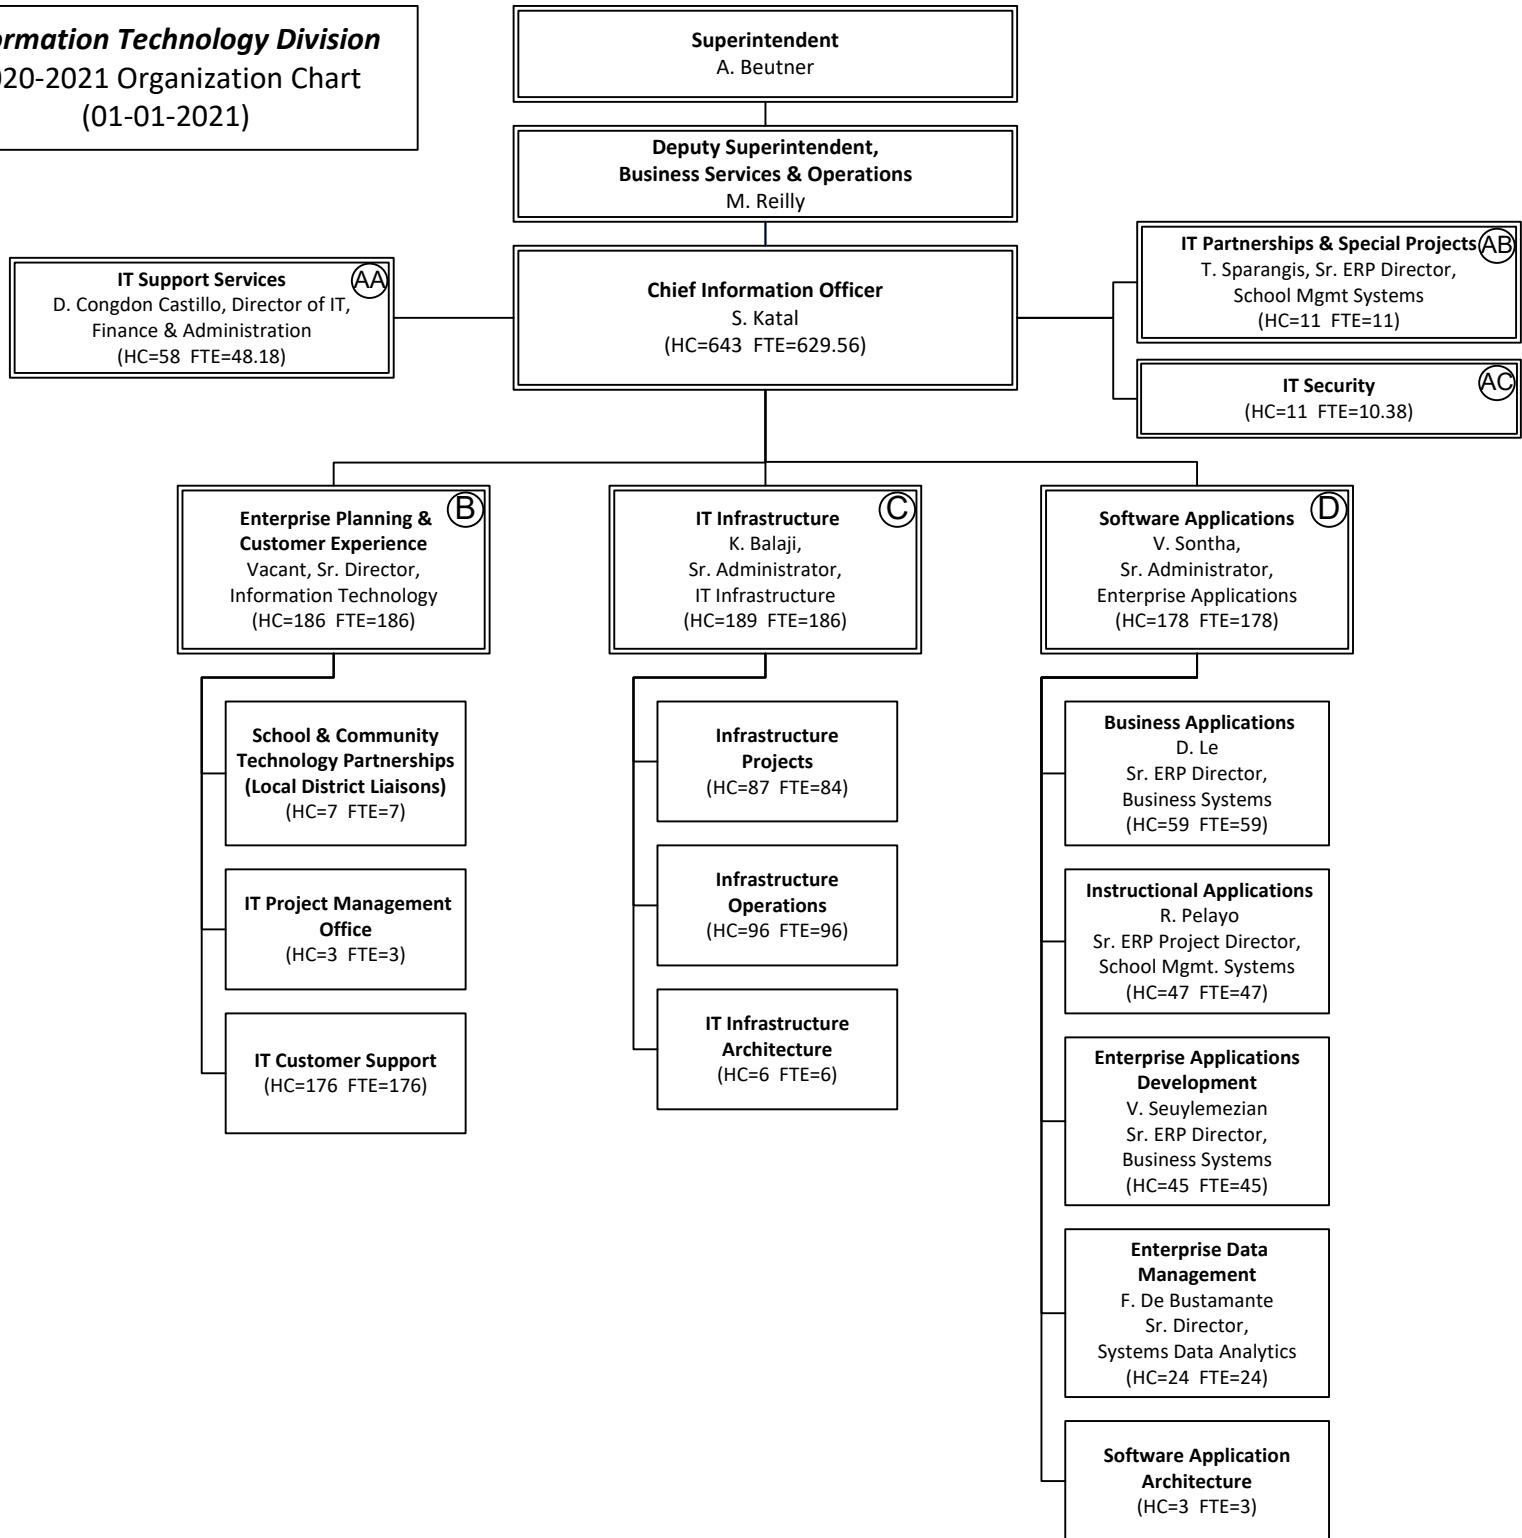 ormation Technology Division
20-2021 Organization Chart
(01-01-2021)
Superintendent
A. Beutner
Deputy Superintendent,
Business Services & Operations
M. Reilly
IT Support Services
AA
D. Congdon Castillo, Director of IT,
Finance & Administration
(HC=58 FTE=48.18)
Chief Information Officer
S. Katal
(HC=643 FTE=629.56)
IT Partnerships & Special Projects
AB
T. Sparangis, Sr. ERP Director,
School Mgmt Systems
(HC=11 FTE=11)
IT Security
AC
(HC=11 FTE=10.38)
Enterprise Planning &
B
Customer Experience
Vacant, Sr. Director,
Information Technology
(HC=186 FTE=186)
School & Community
Technology Partnerships
(Local District Liaisons)
(HC=7 FTE=7)
IT Project Management
Office
(HC=3 FTE=3)
IT Customer Support
(HC=176 FTE=176)
IT Infrastructure
C
K. Balaji,
Sr. Administrator,
IT Infrastructure
(HC=189 FTE=186)
Infrastructure
Projects
(HC=87 FTE=84)
Infrastructure
Operations
(HC=96 FTE=96)
IT Infrastructure
Architecture
(HC=6 FTE=6)
Software Applications
D
V. Sontha,
Sr. Administrator,
Enterprise Applications
(HC=178 FTE=178)
Business Applications
D. Le
Sr. ERP Director,
Business Systems
(HC=59 FTE=59)
Instructional Applications
R. Pelayo
Sr. ERP Project Director,
School Mgmt. Systems
(HC=47 FTE=47)
Enterprise Applications
Development
V. Seuylemezian
Sr. ERP Director,
Business Systems
(HC=45 FTE=45)
Enterprise Data
Management
F. De Bustamante
Sr. Director,
Systems Data Analytics
(HC=24 FTE=24)
Software Application
Architecture
(HC=3 FTE=3)